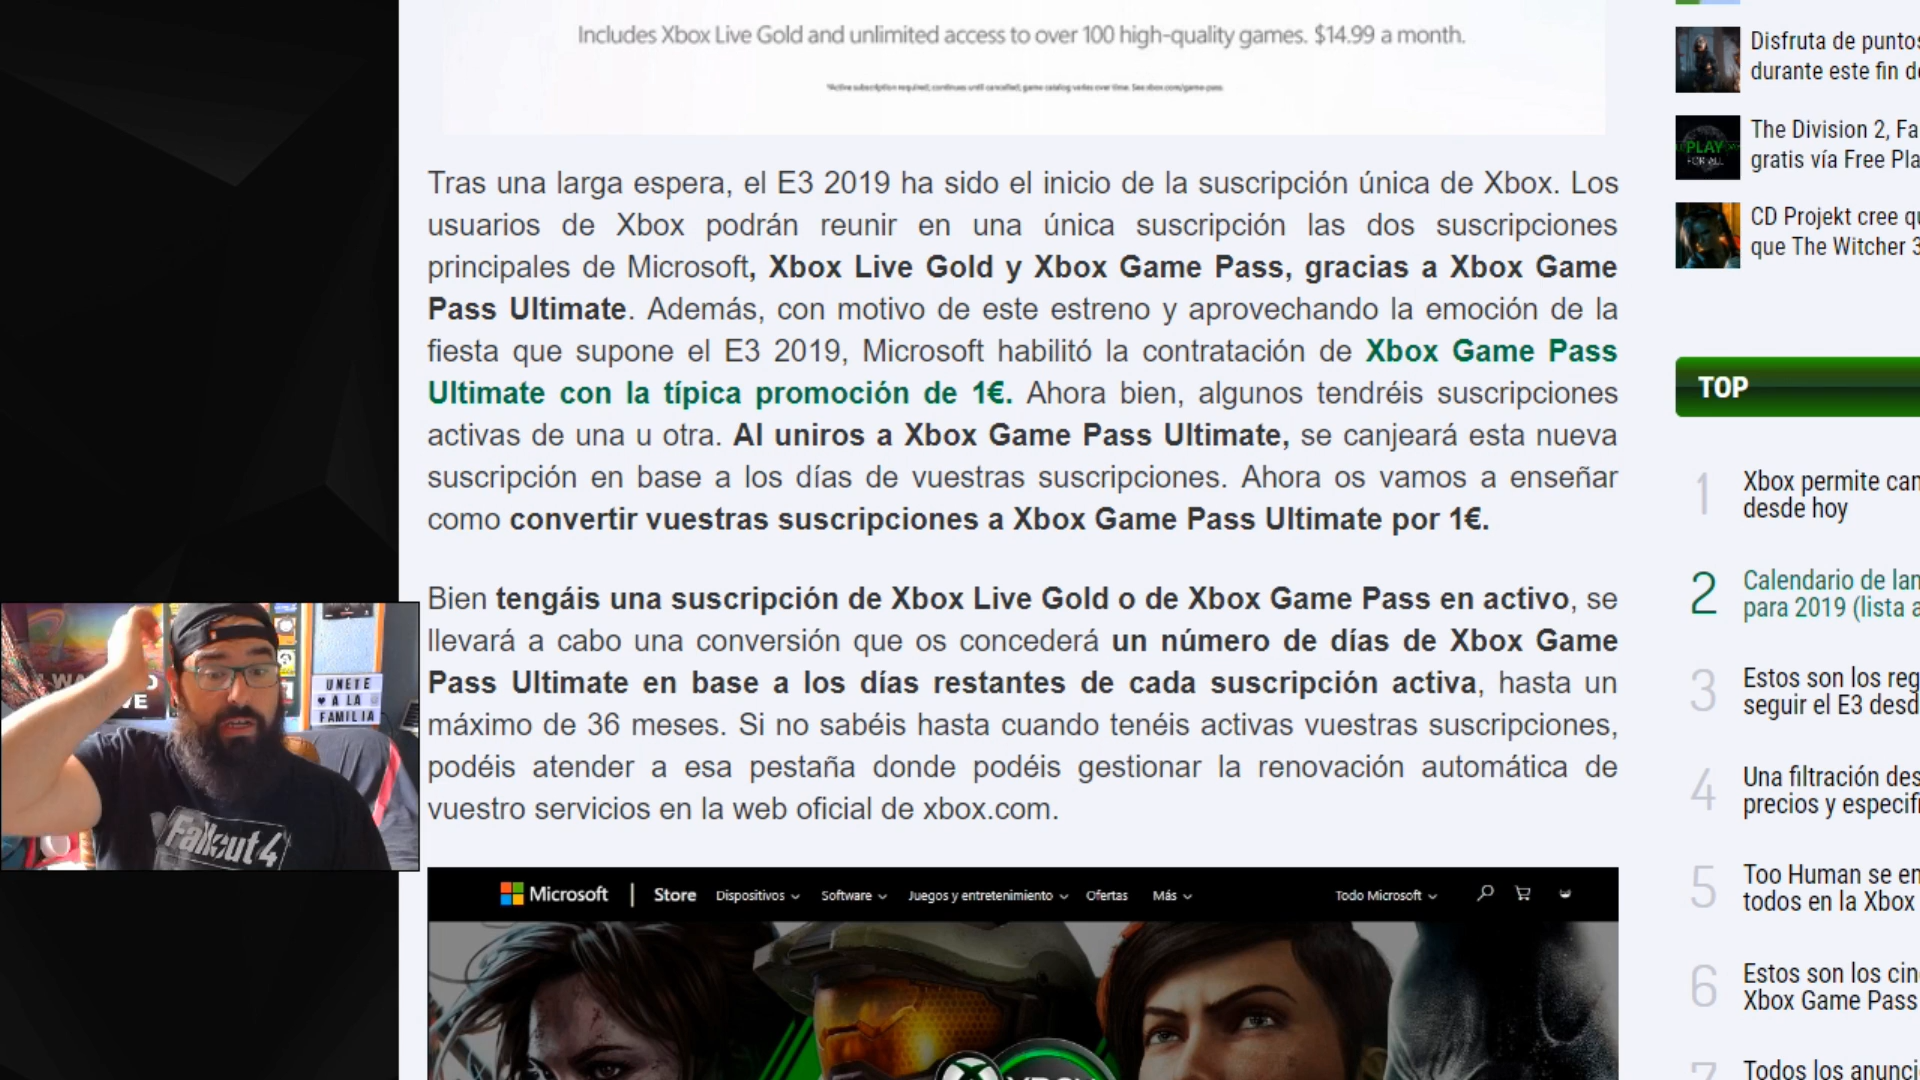 Includes Xbox Live Gold and unlimited access to over 100 high-quality games. $14.99 a month.
*Active subscription required; continues until cancelled; game catalog varies over time. See xbox.com/game-pass.
Tras una larga espera, el E3 2019 ha sido el inicio de la suscripción única de Xbox. Los
usuarios de Xbox podrán reunir en una única suscripción las dos suscripciones
principales de Microsoft, Xbox Live Gold y Xbox Game Pass, gracias a Xbox Game
Pass Ultimate. Además, con motivo de este estreno y aprovechando la emoción de la
fiesta que supone el E3 2019, Microsoft habilitó la contratación de Xbox Game Pass
Ultimate con la típica promoción de 1€. Ahora bien, algunos tendréis suscripciones
activas de una u otra. Al uniros a Xbox Game Pass Ultimate, se canjeará esta nueva
suscripción en base a los días de vuestras suscripciones. Ahora os vamos a enseñar
como convertir vuestras suscripciones a Xbox Game Pass Ultimate por 1€.
Bien tengáis una suscripción de Xbox Live Gold o de Xbox Game Pass en activo, se
llevará a cabo una conversión que os concederá un número de días de Xbox Game
Pass Ultimate en base a los días restantes de cada suscripción activa, hasta un
máximo de 36 meses. Si no sabéis hasta cuando tenéis activas vuestras suscripciones,
podéis atender a esa pestaña donde podéis gestionar la renovación automática de
vuestro servicios en la web oficial de xbox.com.
Microsoft | Store Dispositivos Software Juegos y entretenimiento Ofertas Más Todo Microsoft
XBOX
UNETE
♥ A LA
FAMILIA
Fallout 4
Disfruta de puntos
durante este fin d
The Division 2, Fa
gratis vía Free Pla
PLAY
FOR ALL
CD Projekt cree qu
que The Witcher 3
TOP
1 Xbox permite can
desde hoy
2 Calendario de lan
para 2019 (lista a
3 Estos son los reg
seguir el E3 desd
4 Una filtración des
precios y especifi
5 Too Human se en
todos en la Xbox
6 Estos son los cin
Xbox Game Pass
7 Todos los anunci